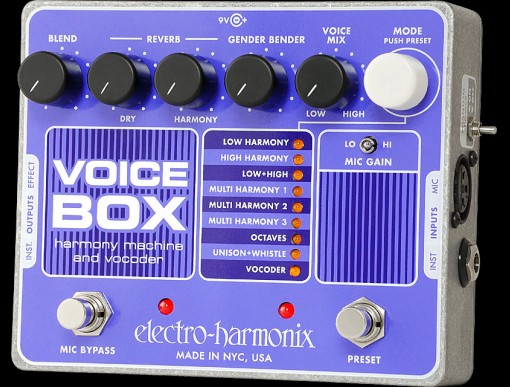 9V
BLEND
REVERB
GENDER BENDER
VOICE
MIX
MODE
PUSH PRESET
DRY
HARMONY
LOW
HIGH
VOICE
BOX
harmony machine
and vocoder
LOW HARMONY
HIGH HARMONY
LOW+HIGH
MULTI HARMONY 1
MULTI HARMONY 2
MULTI HARMONY 3
OCTAVES
UNISON+WHISTLE
VOCODER
LO
HI
MIC GAIN
INST. OUTPUTS EFFECT
INST INPUTS MIC
MIC BYPASS
electro-harmonix
MADE IN NYC, USA
PRESET